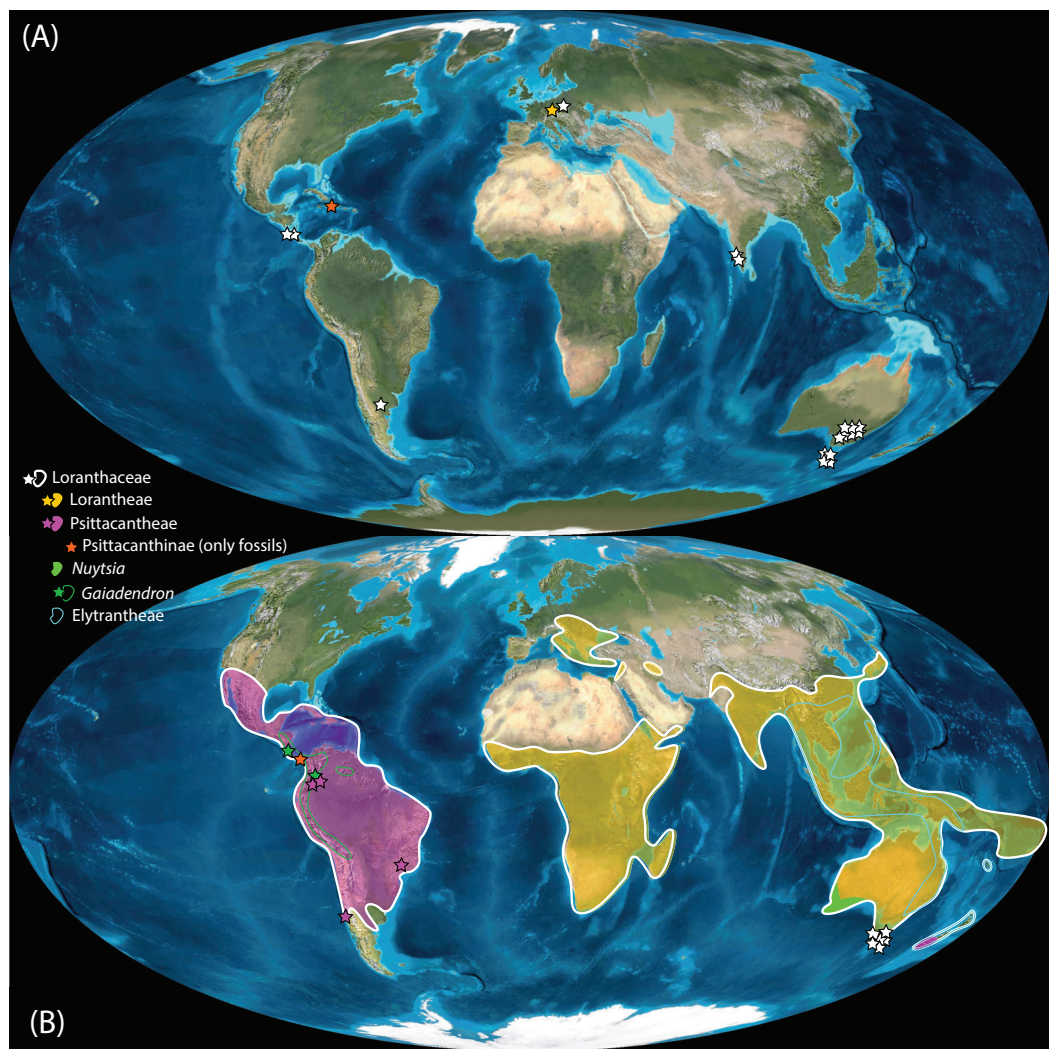 (A)
Loranthaceae
Lorantheae
Psittacantheae
Psittacanthinae (only fossils)
Nuytsia
Gaiadendron
Elytrantheae
(B)